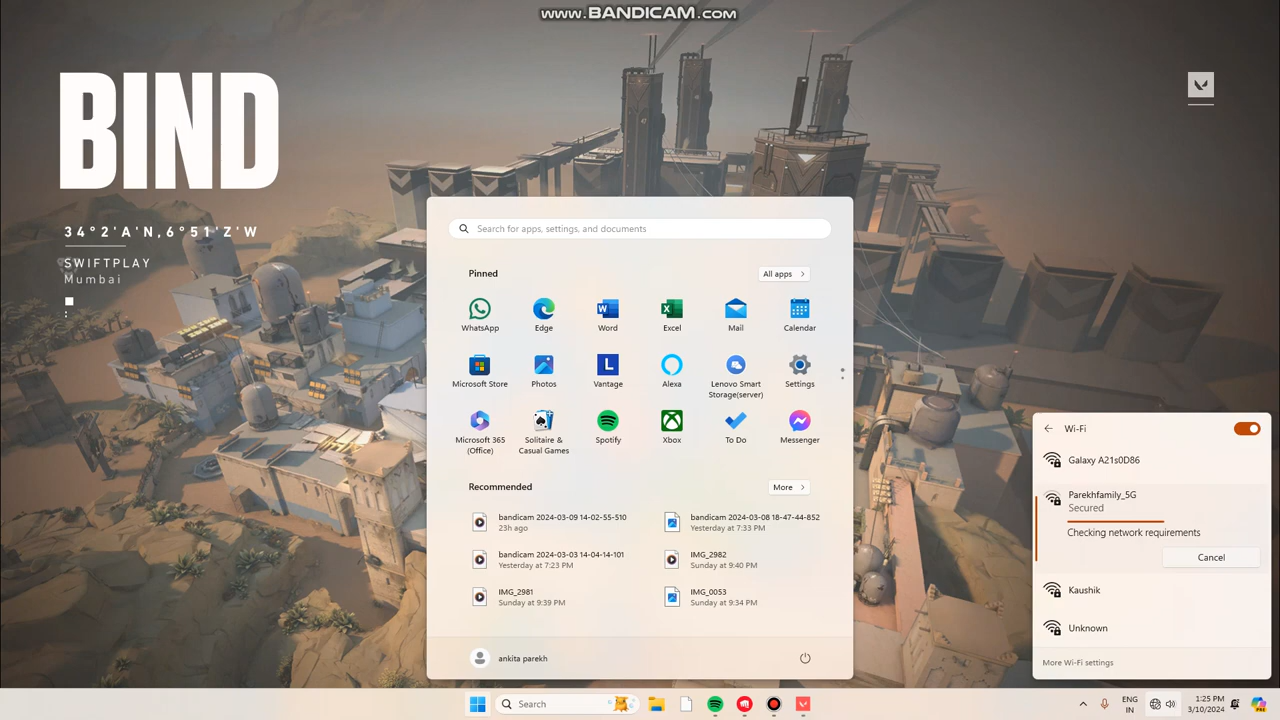 www.BANDICAM.com
BIND
34°2'A'N,6°51'Z'W
SWIFTPLAY
Mumbai
Search for apps, settings, and documents
Pinned
All apps
WhatsApp
Edge
Word
Excel
Mail
Calendar
Microsoft Store
Photos
L
Vantage
Alexa
Lenovo Smart
Storage(server)
Settings
Microsoft 365
(Office)
Solitaire &
Casual Games
Spotify
Xbox
To Do
Messenger
Recommended
More
bandicam 2024-03-09 14-02-55-510
23h ago
bandicam 2024-03-08 18-47-44-852
Yesterday at 7:33 PM
bandicam 2024-03-03 14-04-14-101
Yesterday at 7:23 PM
IMG_2982
Sunday at 9:40 PM
IMG_2981
Sunday at 9:39 PM
IMG_0053
Sunday at 9:34 PM
ankita parekh
Wi-Fi
Galaxy A21s0D86
Parekhfamily_5G
Secured
Checking network requirements
Cancel
Kaushik
Unknown
More Wi-Fi settings
Search
ENG
IN
1:25 PM
3/10/2024